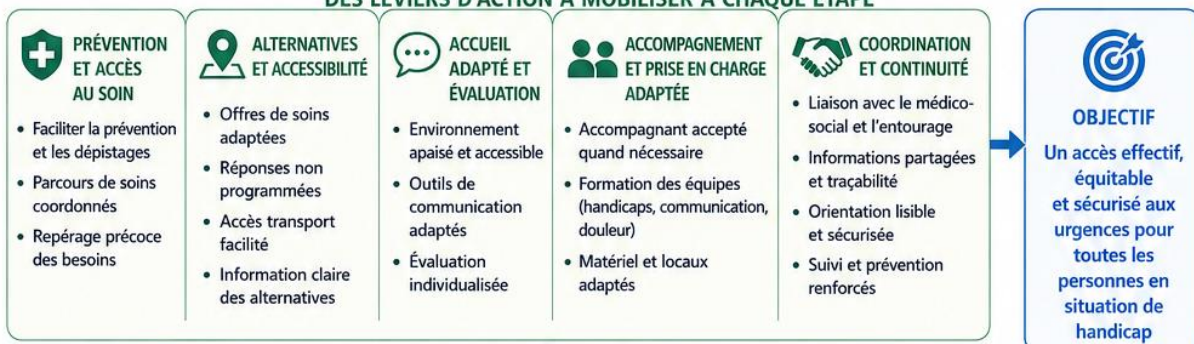 DES LEVIERS D'ACTION À MOBILISER À CHAQUE ÉTAPE
PRÉVENTION
ET ACCÈS
AU SOIN
• Faciliter la prévention
et les dépistages
• Parcours de soins
coordonnés
• Repérage précoce
des besoins
ALTERNATIVES
ET ACCESSIBILITÉ
• Offres de soins
adaptées
• Réponses non
programmées
• Accès transport
facilité
• Information claire
des alternatives
ACCUEIL
ADAPTÉ ET
ÉVALUATION
• Environnement
apaisé et accessible
• Outils de
communication
adaptés
• Évaluation
individualisée
ACCOMPAGNEMENT
ET PRISE EN CHARGE
ADAPTÉE
• Accompagnant accepté
quand nécessaire
• Formation des équipes
(handicaps, communication,
douleur)
• Matériel et locaux
adaptés
COORDINATION
ET CONTINUITÉ
• Liaison avec le médico-
social et l'entourage
• Informations partagées
et traçabilité
• Orientation lisible
et sécurisée
• Suivi et prévention
renforcés
OBJECTIF
Un accès effectif,
équitable
et sécurisé aux
urgences pour
toutes les
personnes en
situation de
handicap